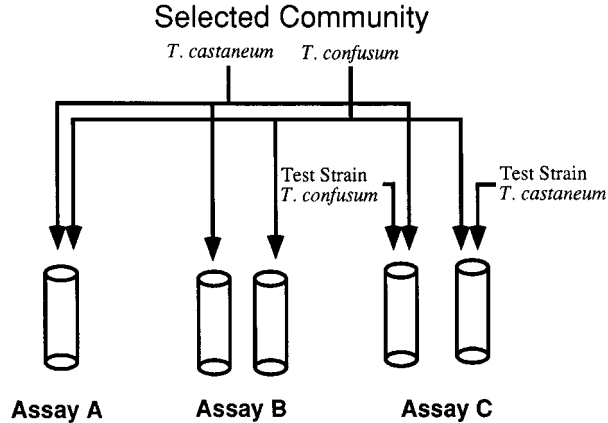 Selected Community
T. castaneum T. confusum
Test Strain
T. confusum
Test Strain
T. castaneum
Assay A Assay B Assay C